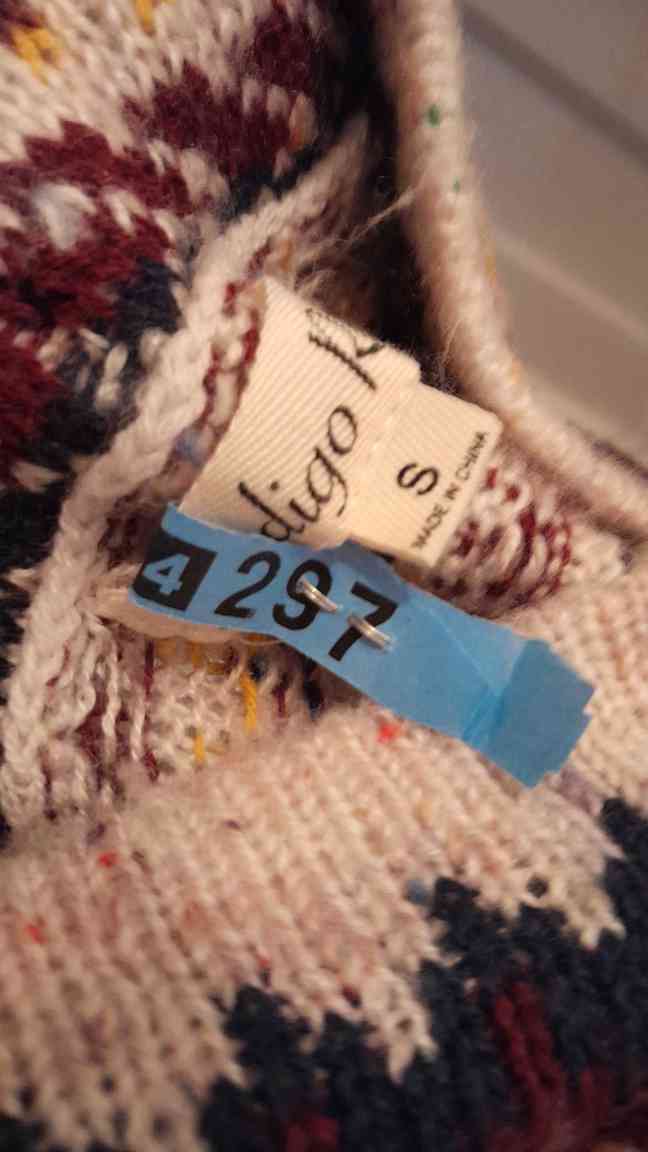 digo R
S
MADE IN CHINA
4 297